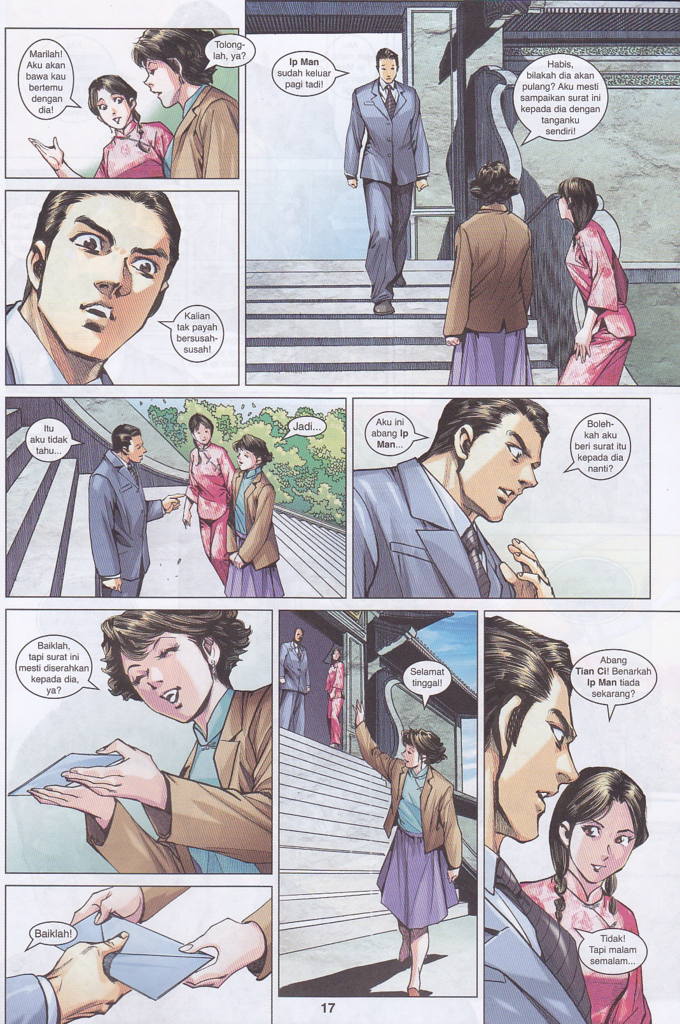 Marilah!
Aku akan
bawa kau
bertemu
dengan
dia!
Tolong-
lah, ya?
Ip Man
sudah keluar
pagi tadi!
Habis,
bilakah dia akan
pulang? Aku mesti
sampaikan surat ini
kepada dia dengan
tanganku
sendiri!
Kalian
tak payah
bersusah-
susah!
Itu
aku tidak
tahu...
Jadi...
Aku ini
abang Ip
Man...
Boleh-
kah aku
beri surat itu
kepada dia
nanti?
Baiklah,
tapi surat ini
mesti diserahkan
kepada dia,
ya?
Baiklah!
Selamat
tinggal!
Abang
Tian Ci! Benarkah
Ip Man tiada
sekarang?
Tidak!
Tapi malam
semalam...
17